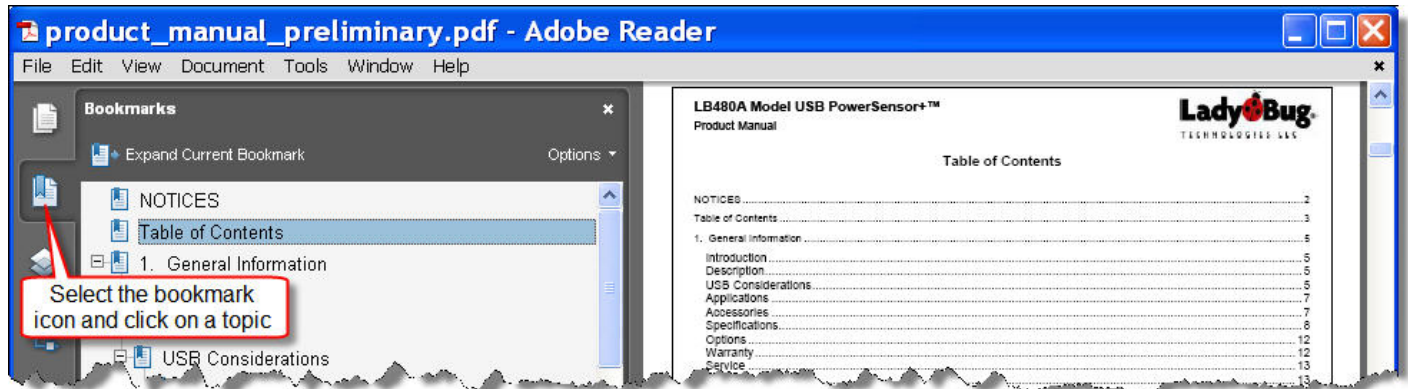 product_manual_preliminary.pdf - Adobe Reader
File Edit View Document Tools Window Help
Bookmarks
Expand Current Bookmark
Options
NOTICES
Table of Contents
1. General Information
USB Considerations
Select the bookmark
icon and click on a topic
LB480A Model USB PowerSensor+™
Product Manual
LadyBug
TECHNOLOGIES LLC
Table of Contents
NOTICES 2
Table of Contents 3
1. General Information 5
Introduction 5
Description 5
USB Considerations 5
Applications 7
Accessories 7
Specifications 8
Options 12
Warranty 12
Service 13
13